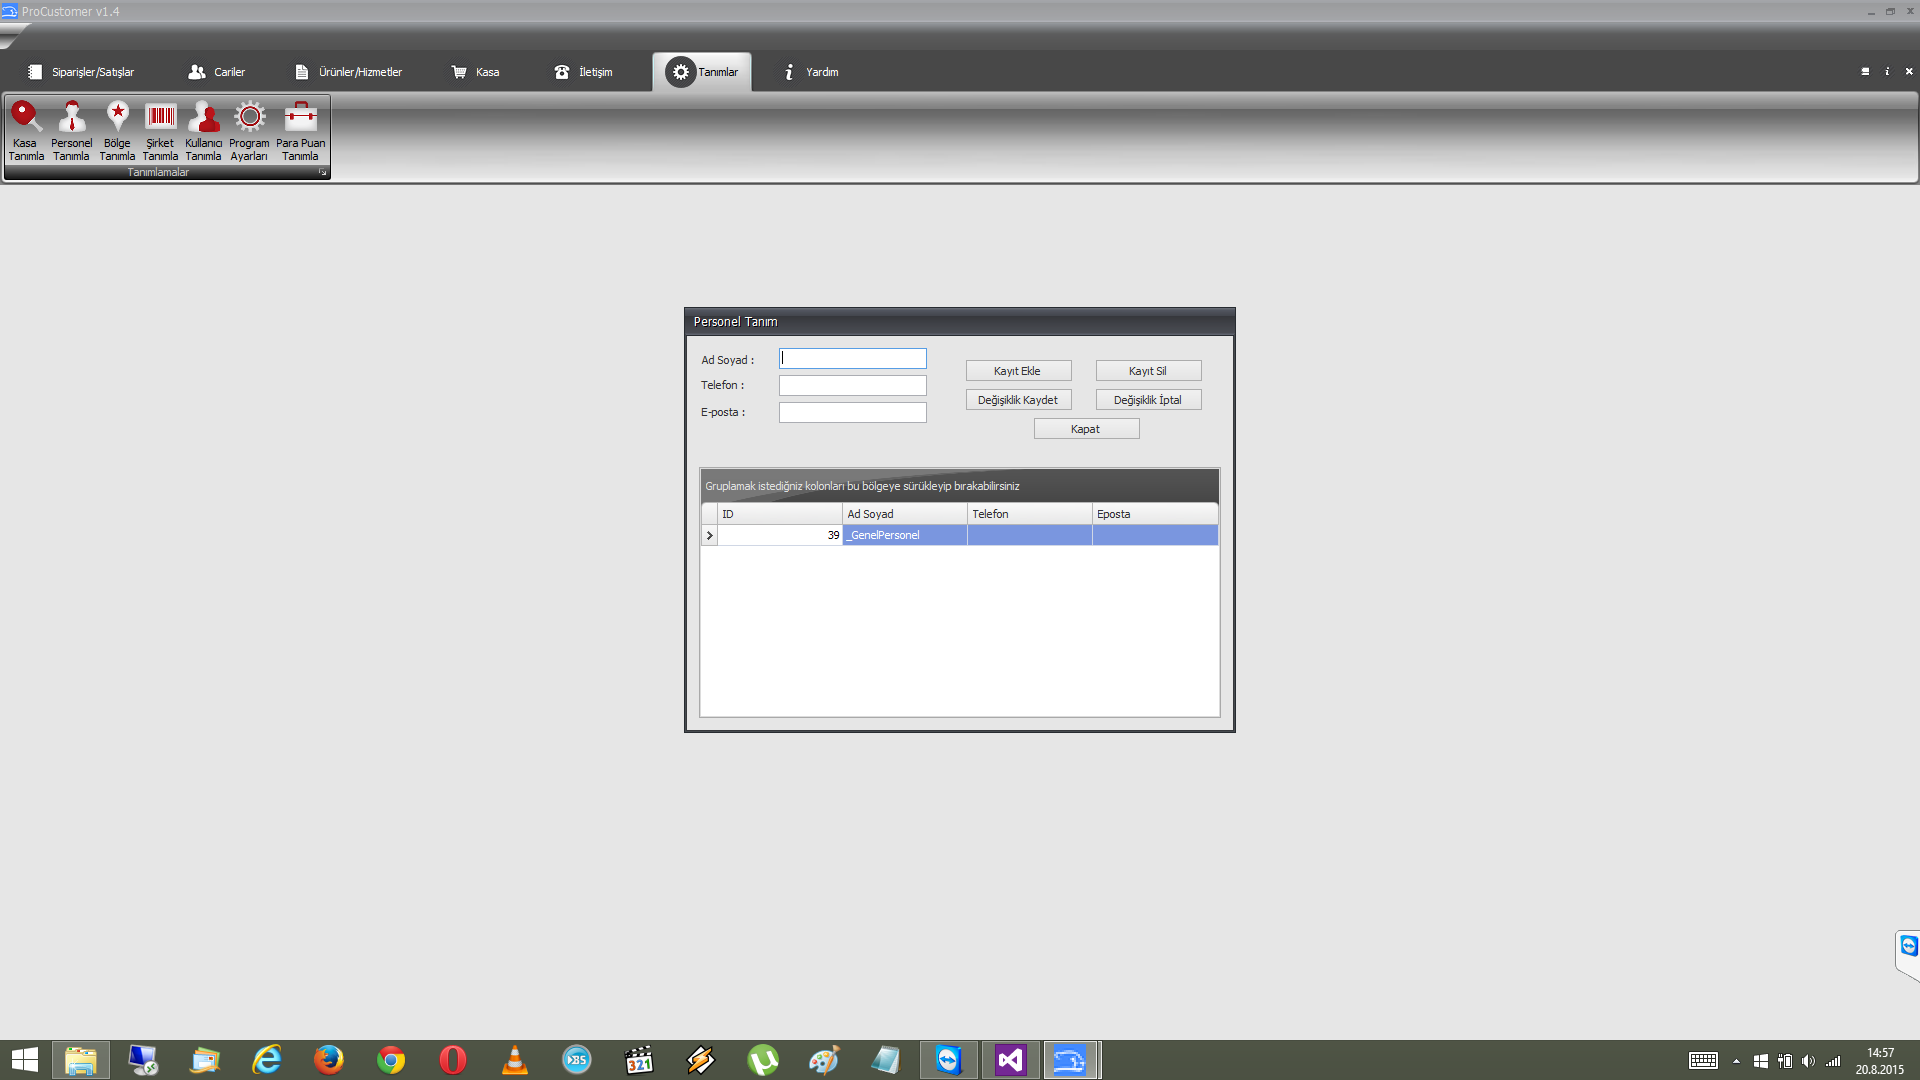 ProCustomer v1.4
Siparişler/Satışlar
Cariler
Ürünler/Hizmetler
Kasa
İletişim
Tanımlar
Yardım
Kasa Tanımla
Personel Tanımla
Bölge Tanımla
Şirket Tanımla
Kullanıcı Tanımla
Program Ayarları
Para Puan Tanımla
Tanımlamalar
Personel Tanım
Ad Soyad :
Telefon :
E-posta :
Kayıt Ekle
Kayıt Sil
Değişiklik Kaydet
Değişiklik İptal
Kapat
Gruplamak istediğniz kolonları bu bölgeye sürükleyip bırakabilirsiniz
ID Ad Soyad Telefon Eposta
39 _GenelPersonel
BS
321
14:57
20.8.2015